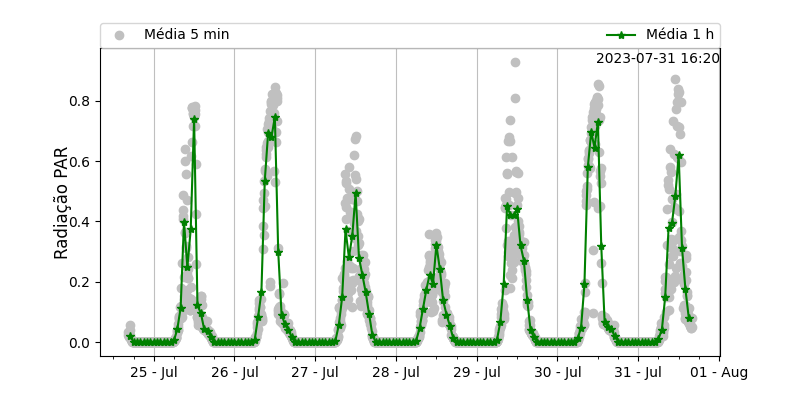 Média 5 min
Média 1 h
2023-07-31 16:20
Radiação PAR
0.8
0.6
0.4
0.2
0.0
25 - Jul
26 - Jul
27 - Jul
28 - Jul
29 - Jul
30 - Jul
31 - Jul
01 - Aug